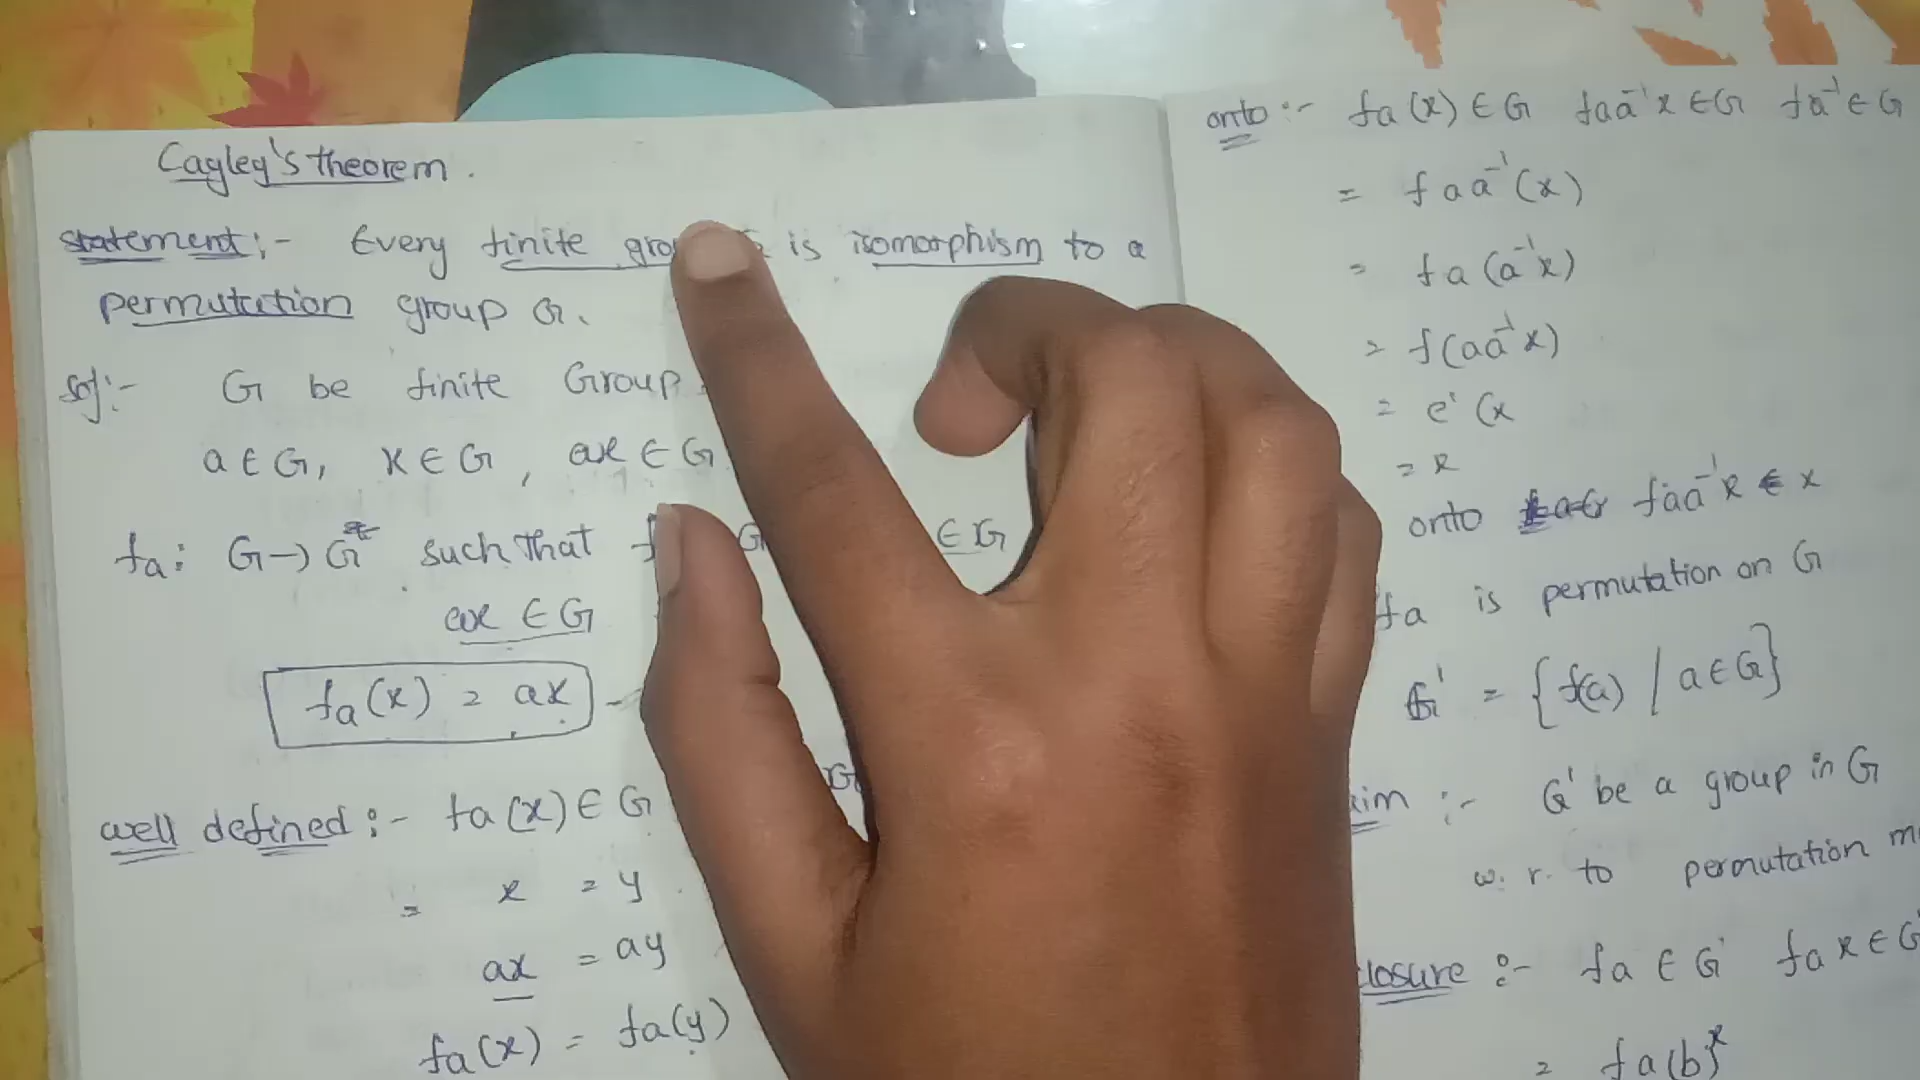 Cayley's theorem.
statement:- Every finite group is isomorphism to a
permutation group G.
G be finite Group
a ∈ G, x ∈ G, ax ∈ G
fa: G → G such that ∈ G
ax ∈ G
fa(x) = ax
well defined:- fa(x) ∈ G
= x = y
ax = ay
fa(x) = fa(y)
onto:- fa(x) ∈ G faa⁻¹x ∈ G fa⁻¹ ∈ G
= faa⁻¹(x)
= fa(a⁻¹x)
= f(aa⁻¹x)
= e'(x
= x
onto faa⁻¹x ∈ x
fa is permutation on G
G' = {f(a) / a ∈ G}
:- G' be a group in G
w.r. to permutation
closure:- fa ∈ G' fax ∈ G'
= fa(b)x